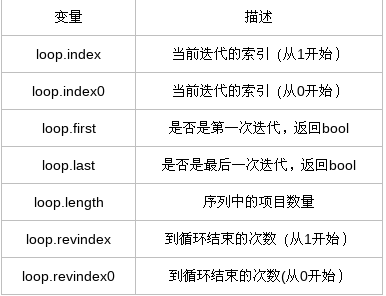 变量 描述
loop.index 当前迭代的索引 (从1开始)
loop.index0 当前迭代的索引 (从0开始)
loop.first 是否是第一次迭代，返回bool
loop.last 是否是最后一次迭代，返回bool
loop.length 序列中的项目数量
loop.revindex 到循环结束的次数 (从1开始)
loop.revindex0 到循环结束的次数(从0开始)